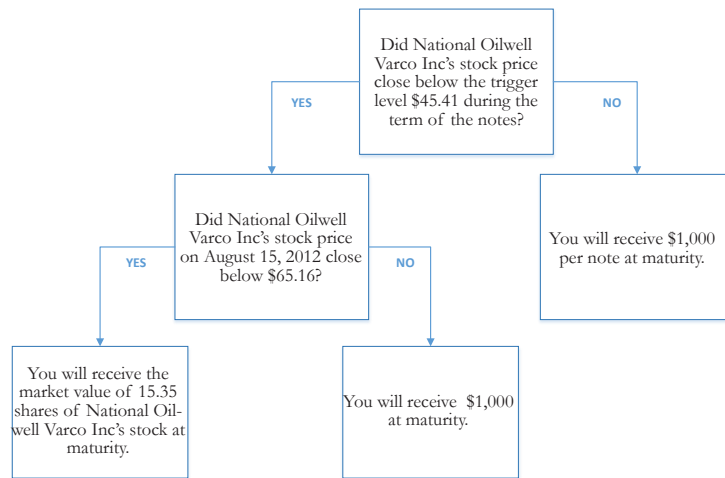 Did National Oilwell
Varco Inc’s stock price
close below the trigger
level $45.41 during the
term of the notes?
YES
NO
Did National Oilwell
Varco Inc’s stock price
on August 15, 2012 close
below $65.16?
You will receive $1,000
per note at maturity.
YES
NO
You will receive the
market value of 15.35
shares of National Oil-
well Varco Inc’s stock at
maturity.
You will receive $1,000
at maturity.